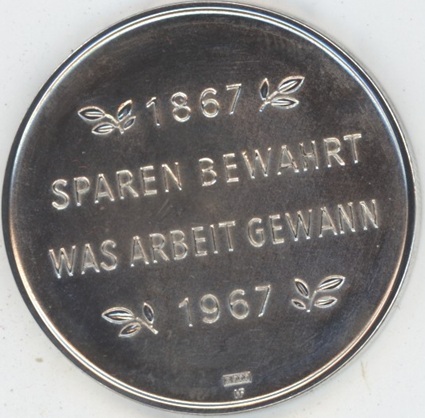 1867
SPAREN BEWAHRT
WAS ARBEIT GEWANN
1967